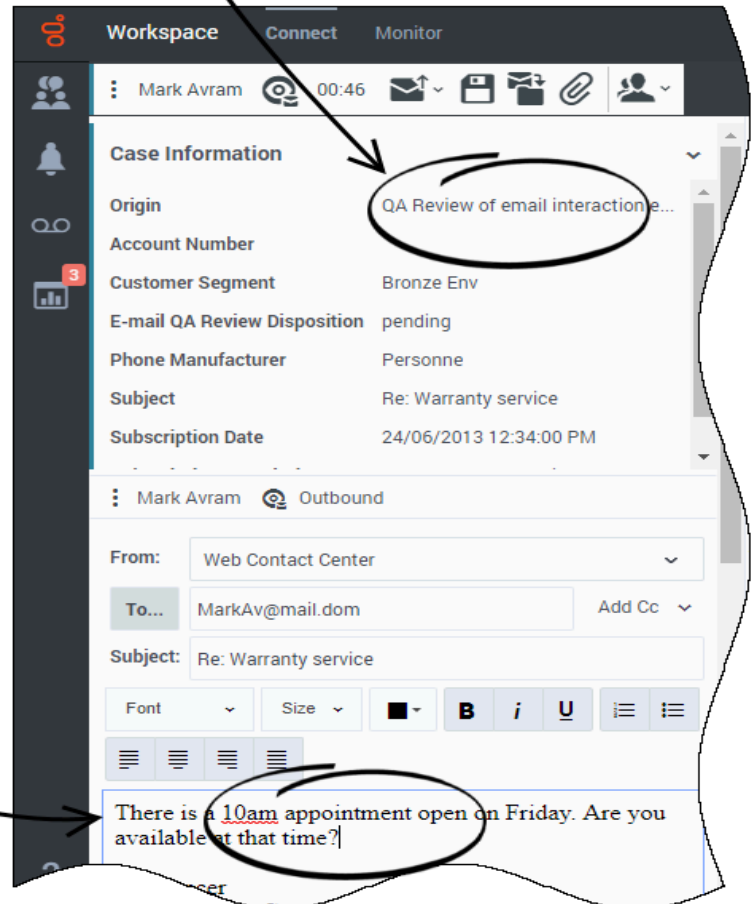 Workspace Connect Monitor
Mark Avram 00:46
Case Information
Origin QA Review of email interaction e...
Account Number
Customer Segment Bronze Env
E-mail QA Review Disposition pending
Phone Manufacturer Personne
Subject Re: Warranty service
Subscription Date 24/06/2013 12:34:00 PM
3
Mark Avram Outbound
From: Web Contact Center
To... MarkAv@mail.dom Add Cc
Subject: Re: Warranty service
Font Size B i U
There is a 10am appointment open on Friday. Are you
available at that time?